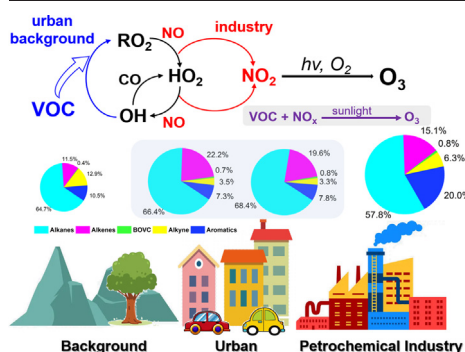 urban
background
RO₂
NO
industry
CO
HO₂
NO₂
hv, O₂
O₃
VOC
OH
NO
VOC + NOₓ sunlight O₃
11.5%
0.4%
12.9%
10.5%
64.7%
22.2%
0.7%
3.5%
7.3%
66.4%
19.6%
0.8%
3.3%
7.8%
68.4%
15.1%
0.8%
6.3%
20.0%
57.8%
Alkanes Alkenes BOVC Alkyne Aromatics
Background Urban Petrochemical Industry